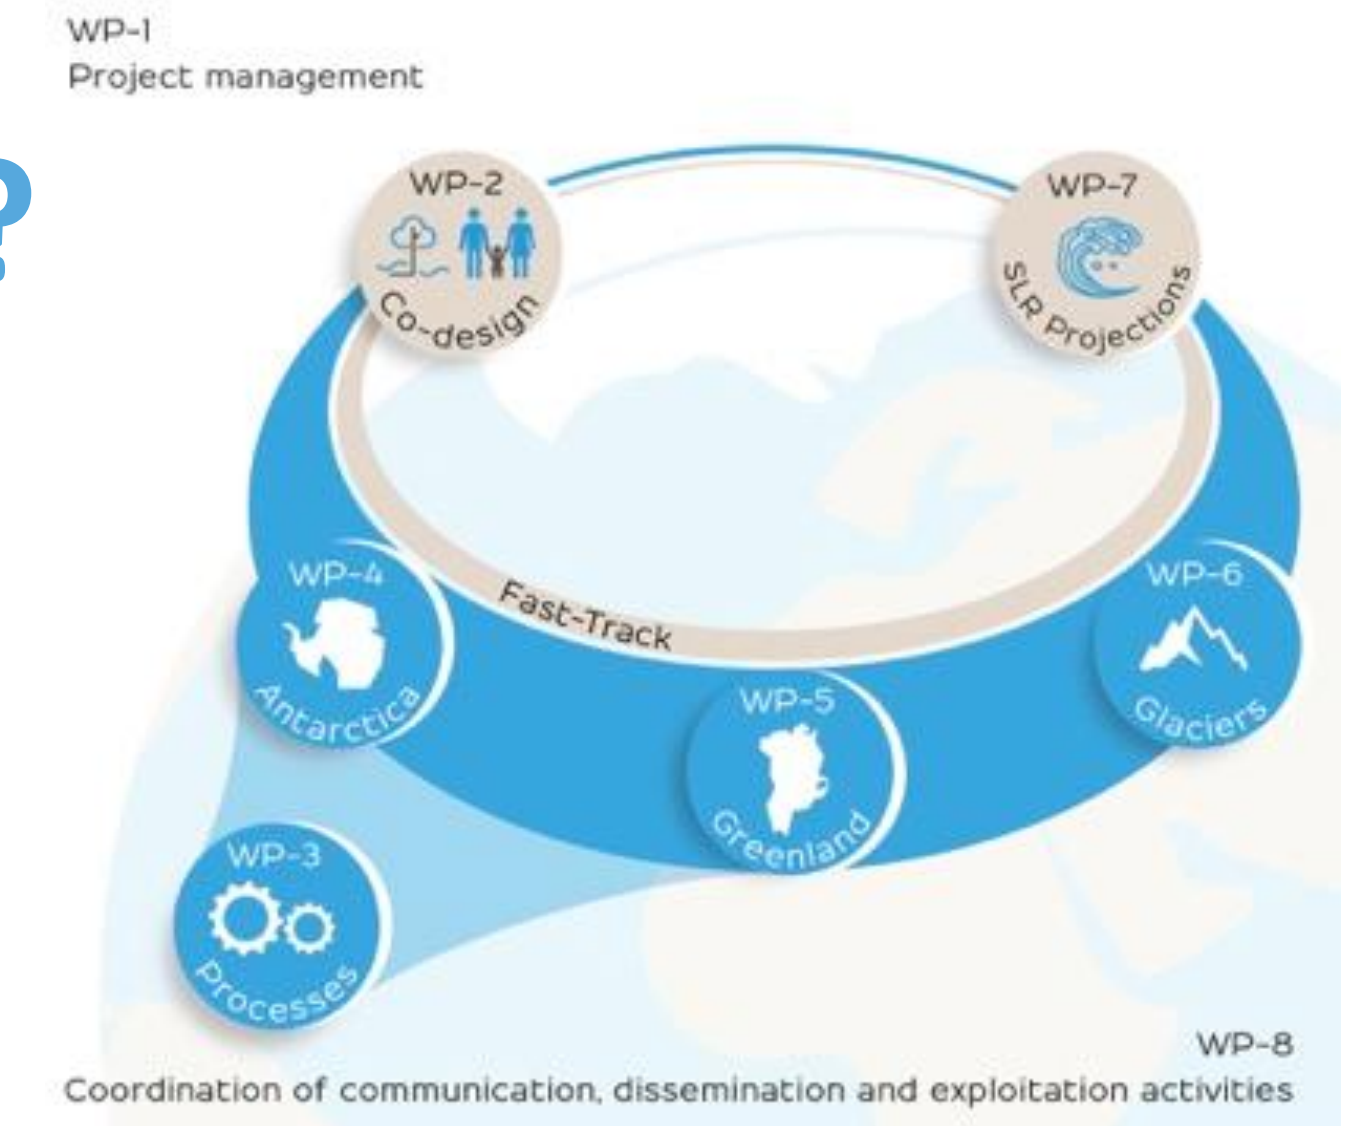 WP-1
Project management
?
WP-2
Co-design
WP-7
SLR Projections
WP-4
Antarctica
Fast-Track
WP-6
Glaciers
WP-5
Greenland
WP-3
Processes
WP-8
Coordination of communication, dissemination and exploitation activities